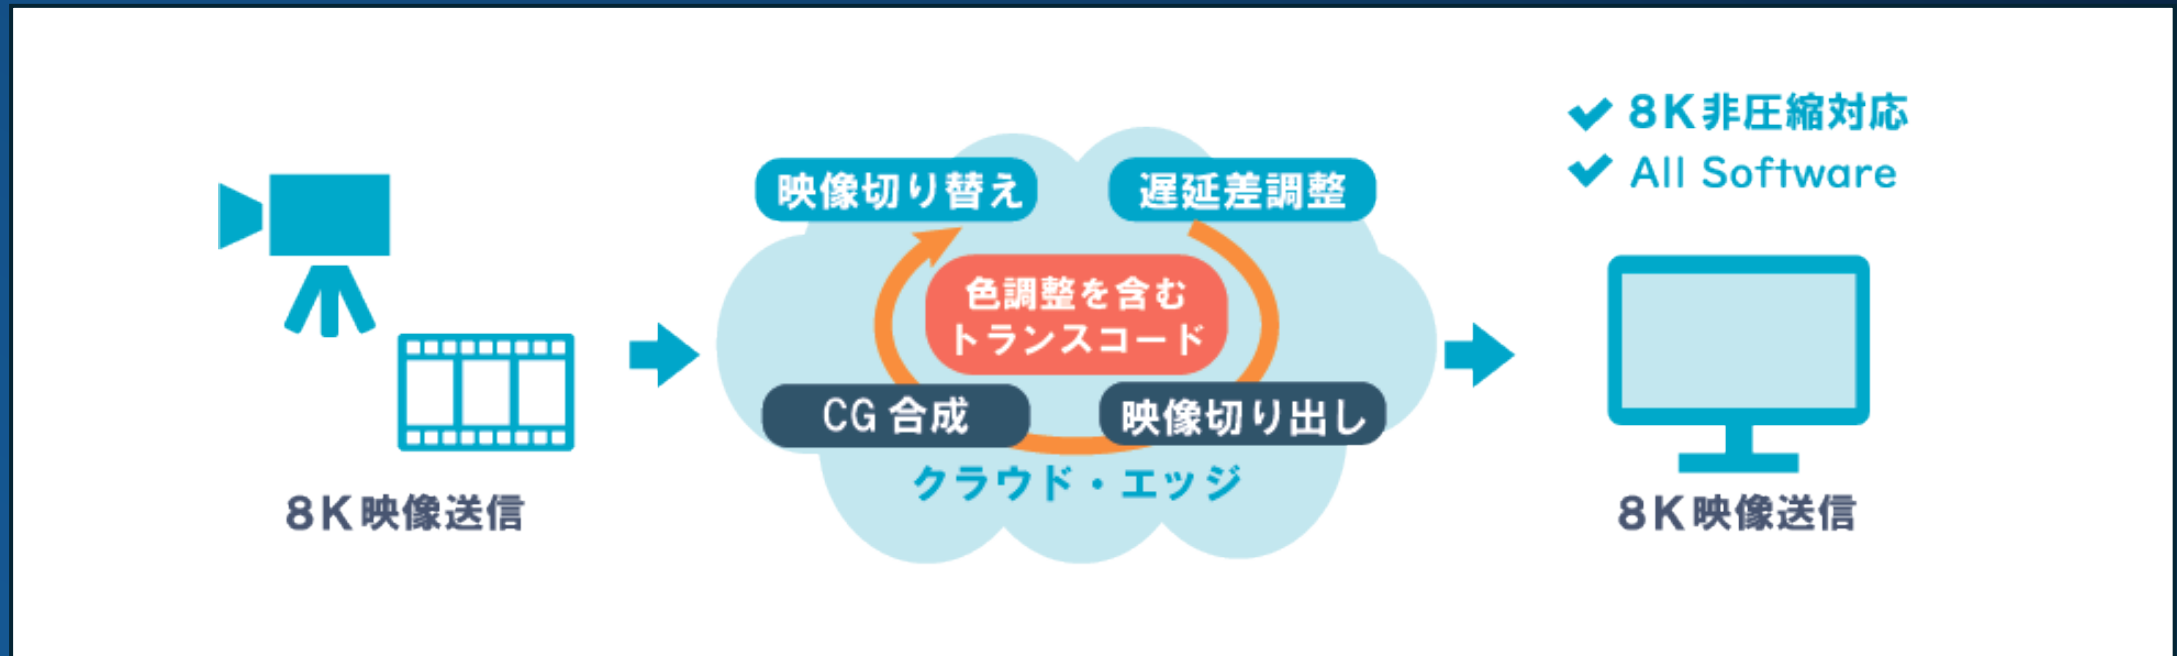 8K非圧縮対応
All Software
映像切り替え
遅延差調整
色調整を含む
トランスコード
CG 合成
映像切り出し
クラウド・エッジ
8K映像送信
8K映像送信